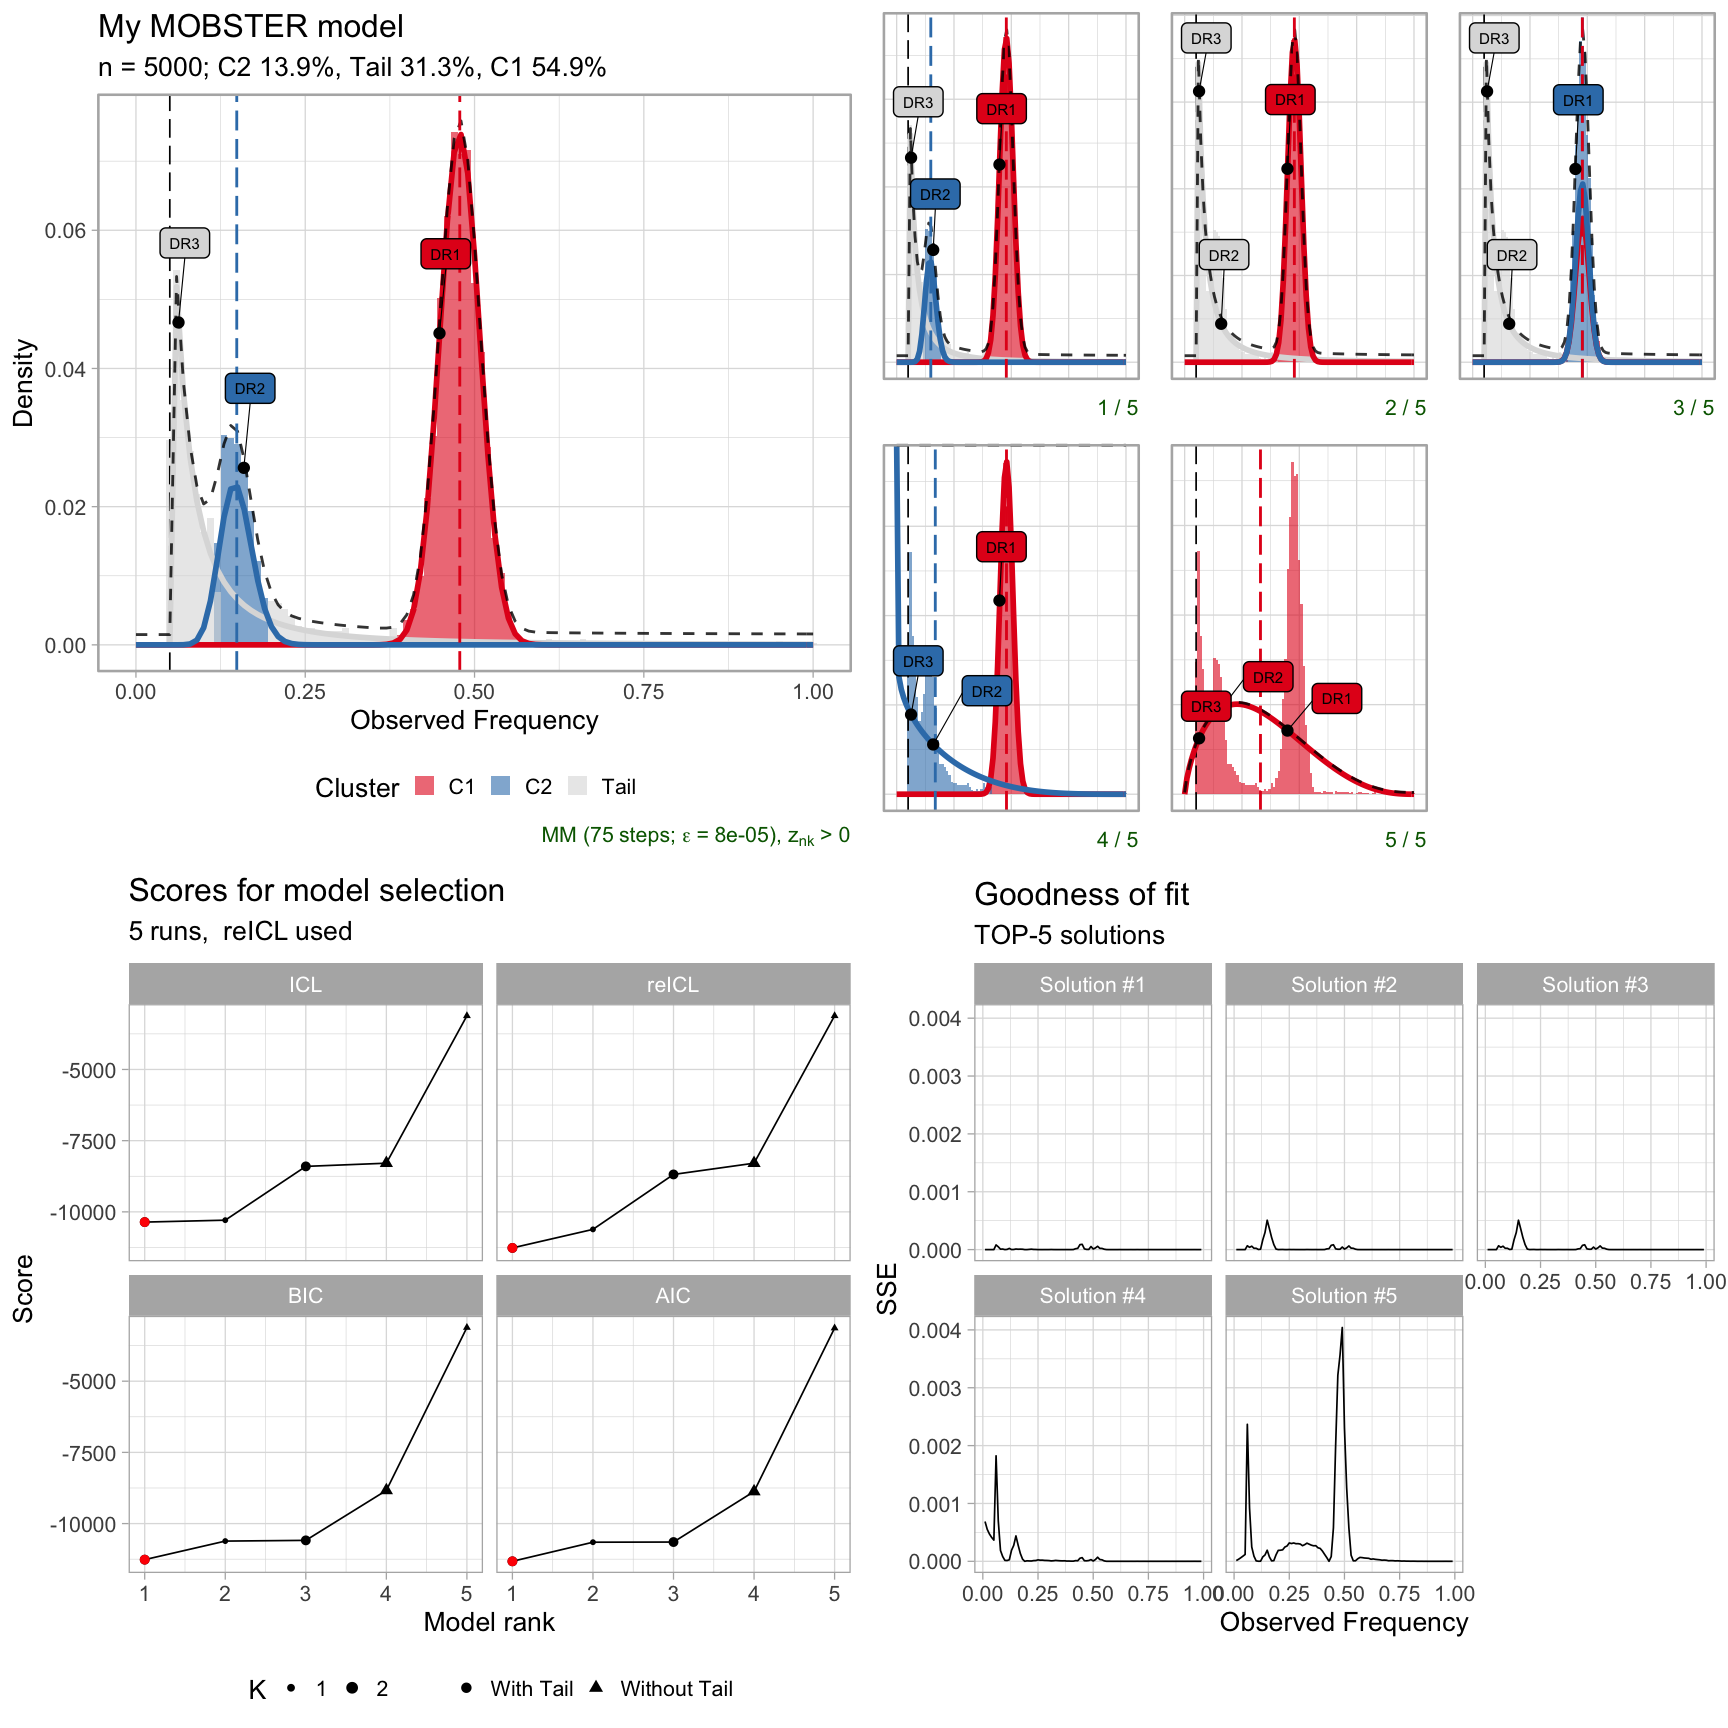 My MOBSTER model
n = 5000; C2 13.9%, Tail 31.3%, C1 54.9%
Density
0.06
0.04
0.02
0.00
DR3
DR2
DR1
0.00 0.25 0.50 0.75 1.00
Observed Frequency
Cluster C1 C2 Tail
MM (75 steps; ε = 8e-05), znk > 0
DR3
DR1
DR2
1 / 5
DR3
DR1
DR2
2 / 5
DR3
DR1
DR2
3 / 5
DR1
DR3
DR2
4 / 5
DR2
DR1
DR3
5 / 5
Scores for model selection
5 runs,  reICL used
Score
ICL reICL
-5000
-7500
-10000
BIC AIC
-5000
-7500
-10000
1 2 3 4 5 1 2 3 4 5
Model rank
K 1 2 With Tail Without Tail
Goodness of fit
TOP-5 solutions
SSE
Solution #1 Solution #2 Solution #3
0.004
0.003
0.002
0.001
0.000
0.00 0.25 0.50 0.75 1.00
Solution #4 Solution #5
0.004
0.003
0.002
0.001
0.000
0.00 0.25 0.50 0.75 1.00 0.00 0.25 0.50 0.75 1.00
Observed Frequency